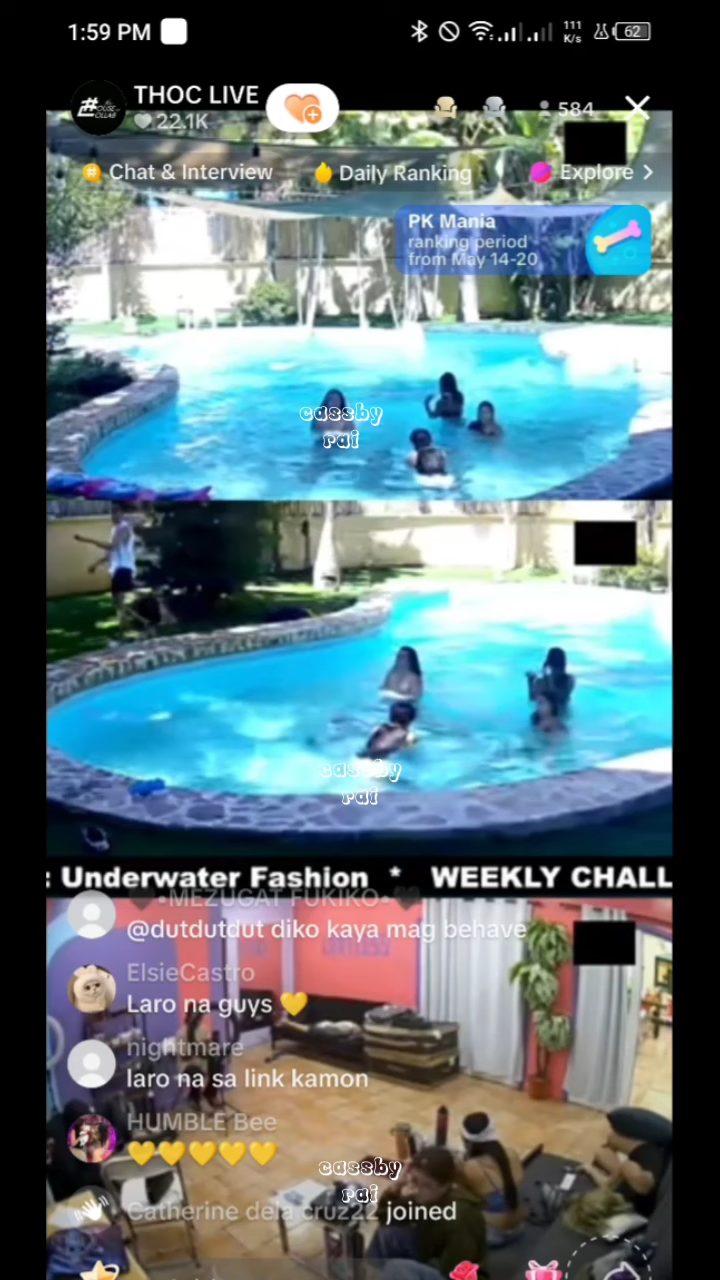 1:59 PM
111
K/s
62
THOC LIVE
22.1K
584
Chat & Interview
Daily Ranking
Explore >
PK Mania
ranking period
from May 14-20
cassby
rai
cassby
rai
: Underwater Fashion * WEEKLY CHALL
•MEZUGAT FUKIKO•
@dutdutdut diko kaya mag behave
ElsieCastro
Laro na guys 💛
nightmare
laro na sa link kamon
HUMBLE Bee
💛💛💛💛💛
cassby
rai
Catherine dela cruz22 joined